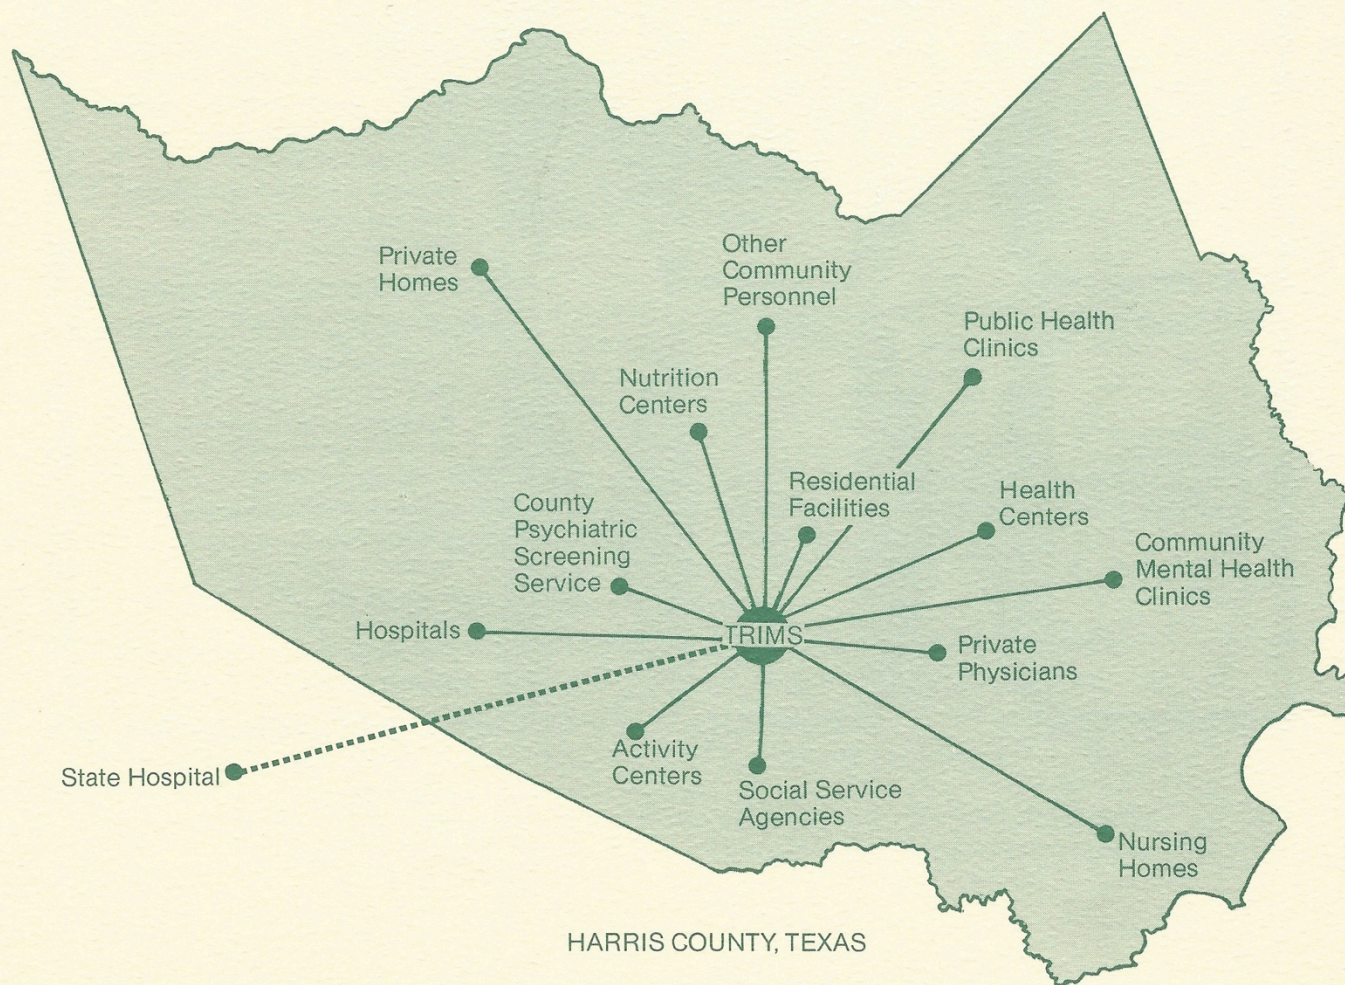 Private
Homes
Other
Community
Personnel
Public Health
Clinics
Nutrition
Centers
Residential
Facilities
Health
Centers
County
Psychiatric
Screening
Service
Community
Mental Health
Clinics
Hospitals
TRIMS
Private
Physicians
State Hospital
Activity
Centers
Social Service
Agencies
Nursing
Homes
HARRIS COUNTY, TEXAS